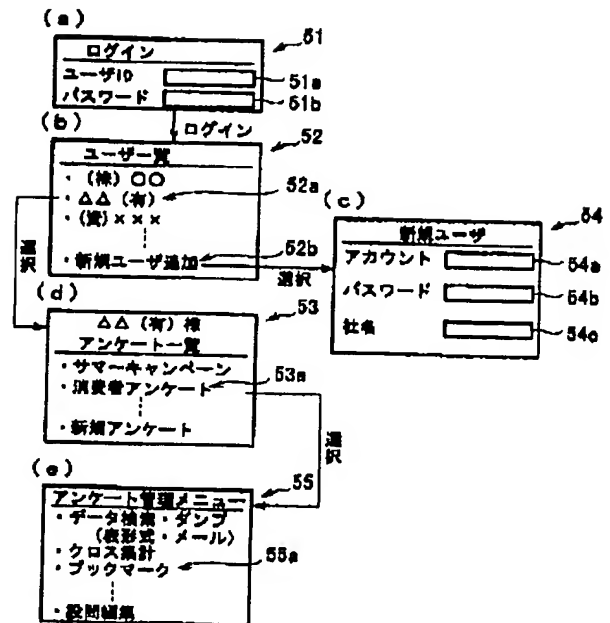 (a)
51
ログイン
ユーザID
51a
パスワード
51b
(b)
ログイン
52
ユーザ一覧
・(株)○○
・△△(有)
52a
・(資)×××
52b
・新規ユーザ追加
選択
選択
(c)
54
新規ユーザ
アカウント
54a
パスワード
54b
社名
54c
(d)
53
△△(有)様
アンケート一覧
・サマーキャンペーン
・消費者アンケート
53a
・新規アンケート
選択
(e)
55
アンケート管理メニュー
・データ検索・ダンプ
(表形式・メール)
・クロス集計
・ブックマーク
55a
・設問編集